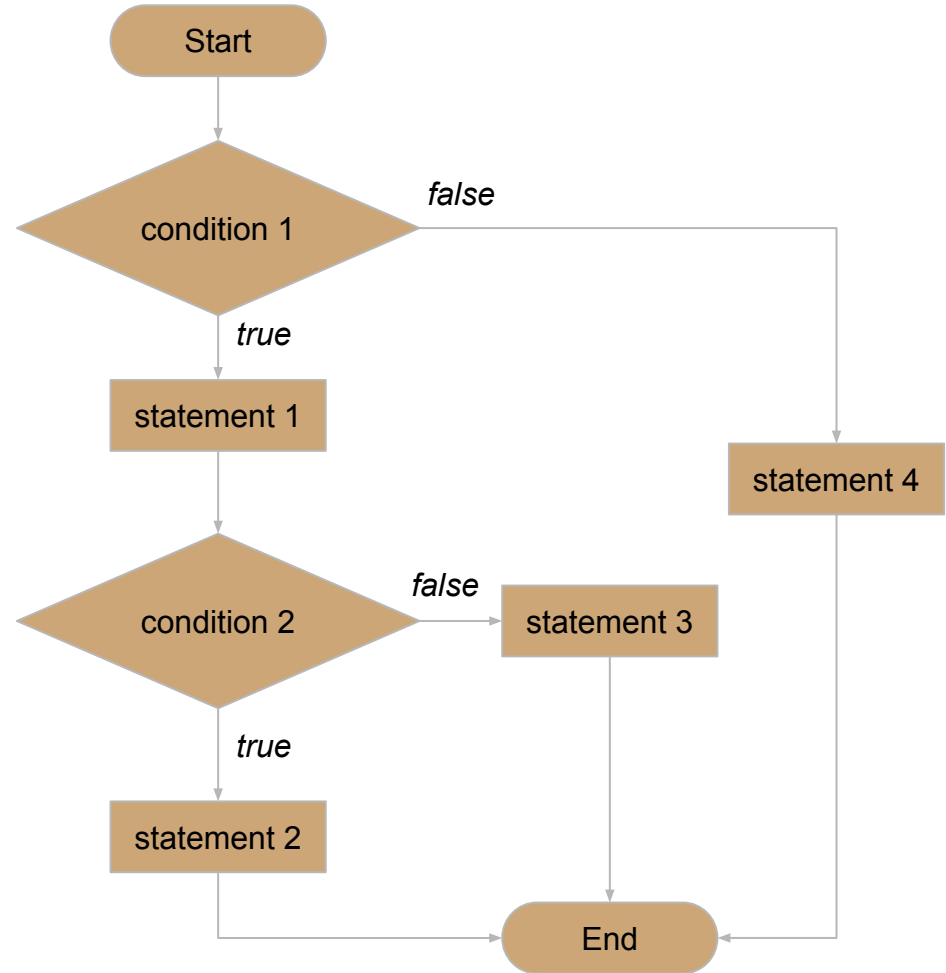 Start
false
condition 1
true
statement 1
statement 4
false
condition 2
statement 3
true
statement 2
End